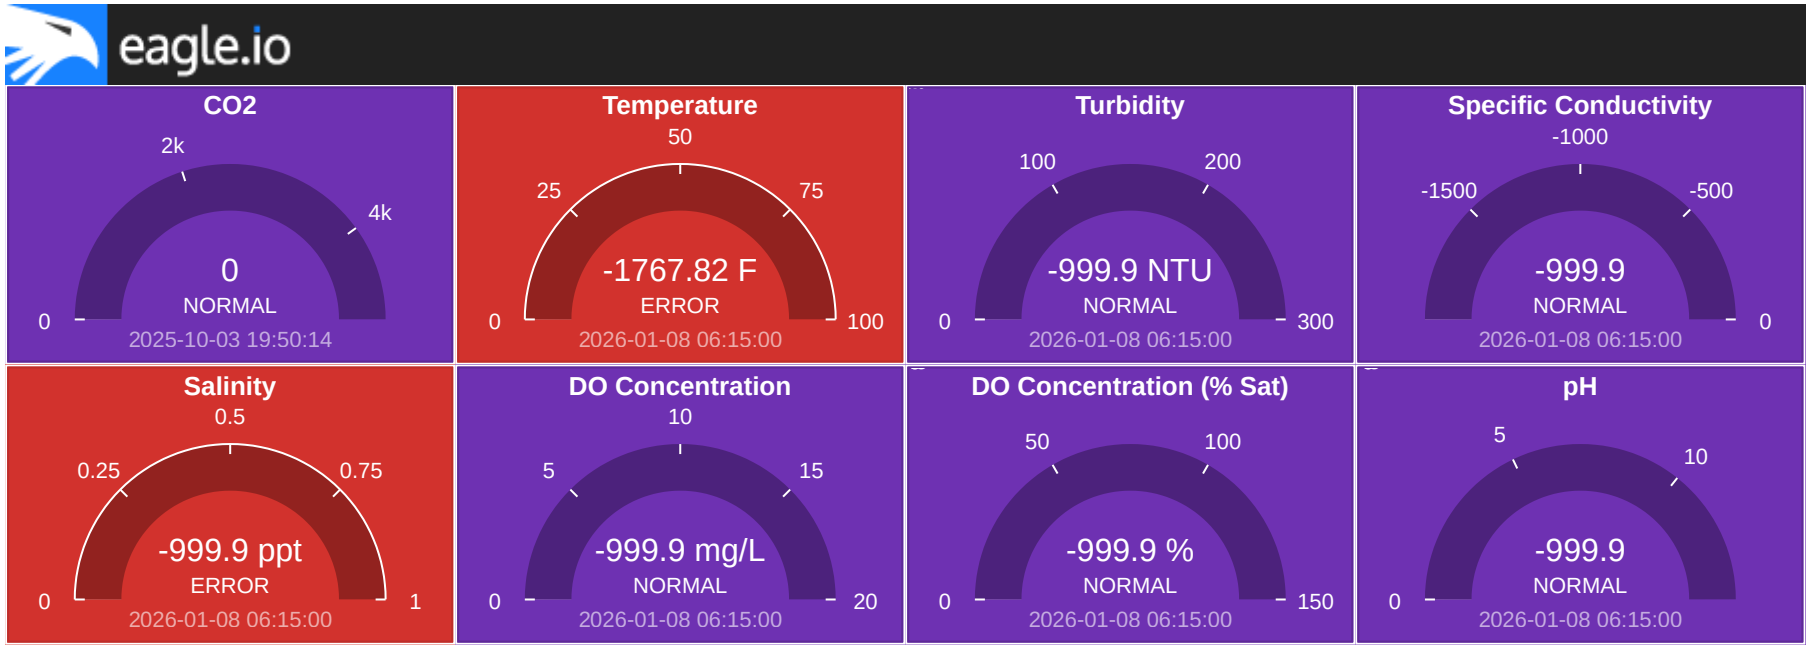 eagle.io
CO2
2k
4k
0
NORMAL
0
2025-10-03 19:50:14
Temperature
50
25
75
-1767.82 F
ERROR
0
100
2026-01-08 06:15:00
Turbidity
100
200
-999.9 NTU
NORMAL
0
300
2026-01-08 06:15:00
Specific Conductivity
-1000
-1500
-500
-999.9
NORMAL
0
2026-01-08 06:15:00
Salinity
0.5
0.25
0.75
-999.9 ppt
ERROR
0
1
2026-01-08 06:15:00
DO Concentration
10
5
15
-999.9 mg/L
NORMAL
0
20
2026-01-08 06:15:00
DO Concentration (% Sat)
50
100
-999.9 %
NORMAL
0
150
2026-01-08 06:15:00
pH
5
10
-999.9
NORMAL
0
2026-01-08 06:15:00